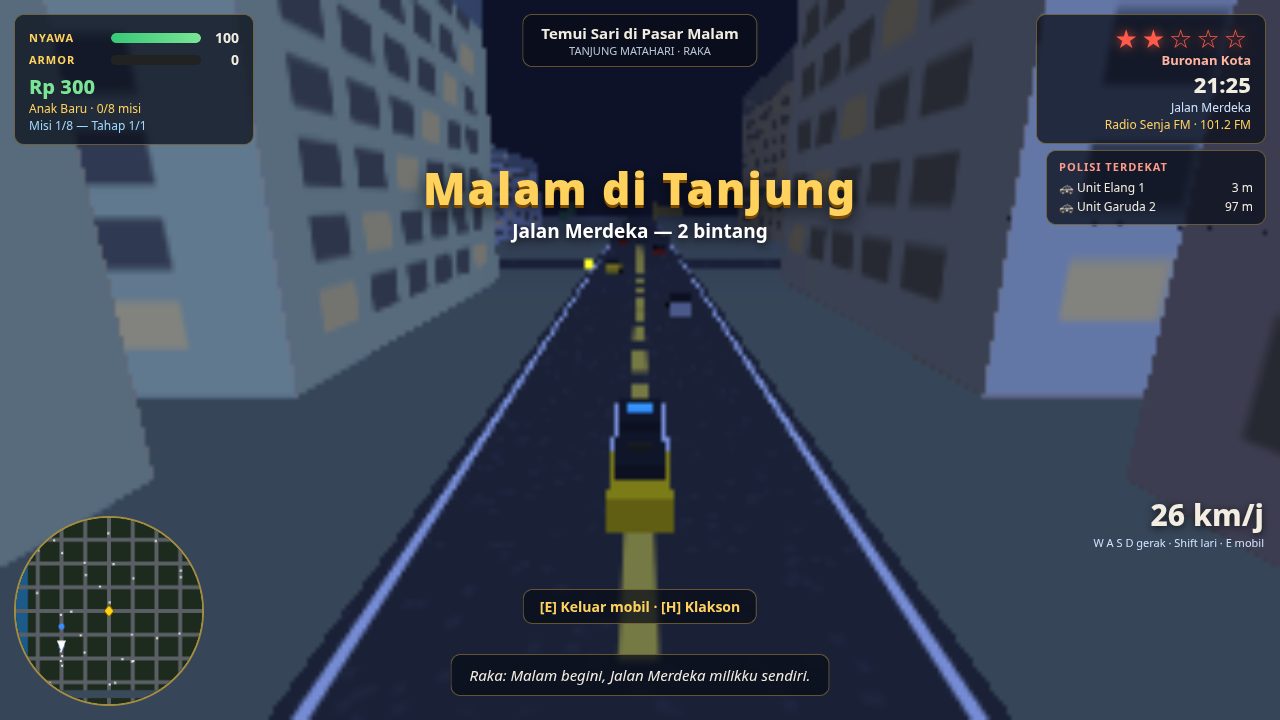 NYAWA 100
ARMOR 0
Rp 300
Anak Baru · 0/8 misi
Misi 1/8 — Tahap 1/1
Temui Sari di Pasar Malam
TANJUNG MATAHARI · RAKA
★★☆☆☆
Buronan Kota
21:25
Jalan Merdeka
Radio Senja FM · 101.2 FM
POLISI TERDEKAT
Unit Elang 1 3 m
Unit Garuda 2 97 m
Malam di Tanjung
Jalan Merdeka — 2 bintang
26 km/j
W A S D gerak · Shift lari · E mobil
[E] Keluar mobil · [H] Klakson
Raka: Malam begini, Jalan Merdeka milikku sendiri.